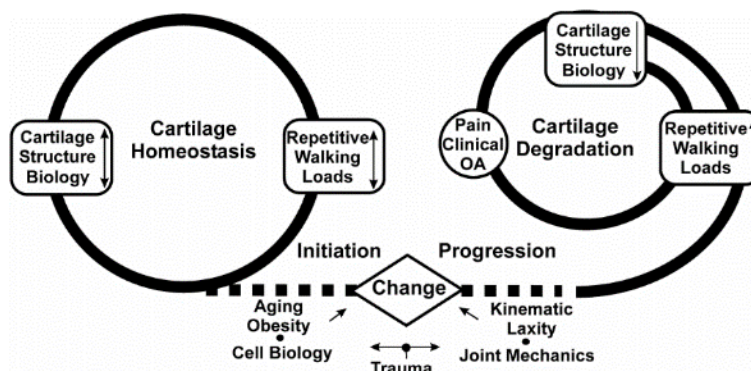 Cartilage
Structure
Biology
Cartilage
Homeostasis
Repetitive
Walking
Loads
Cartilage
Structure
Biology
Pain
Clinical
OA
Cartilage
Degradation
Repetitive
Walking
Loads
Initiation
Progression
Change
Aging
Obesity
Cell Biology
Trauma
Kinematic
Laxity
Joint Mechanics